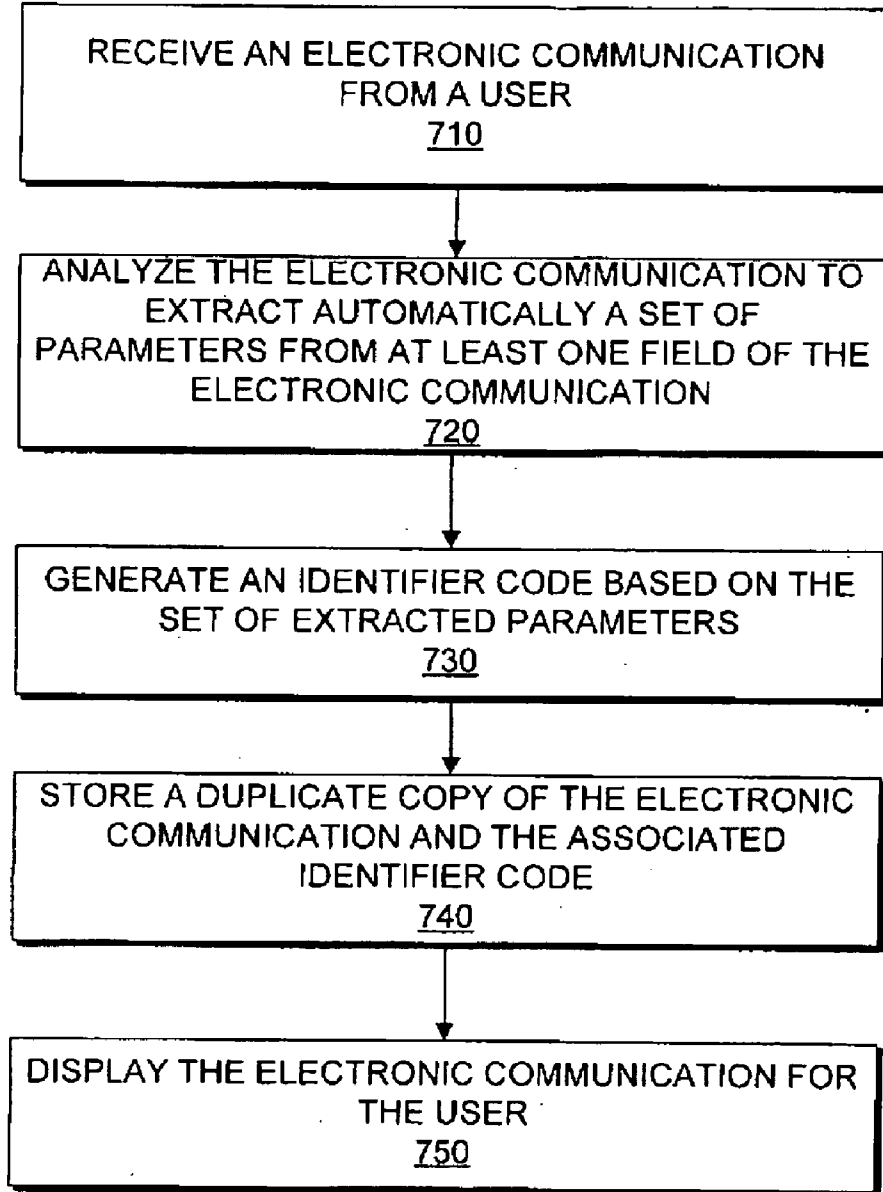 RECEIVE AN ELECTRONIC COMMUNICATION
FROM A USER
710
ANALYZE THE ELECTRONIC COMMUNICATION TO
EXTRACT AUTOMATICALLY A SET OF
PARAMETERS FROM AT LEAST ONE FIELD OF THE
ELECTRONIC COMMUNICATION
720
GENERATE AN IDENTIFIER CODE BASED ON THE
SET OF EXTRACTED PARAMETERS
730
STORE A DUPLICATE COPY OF THE ELECTRONIC
COMMUNICATION AND THE ASSOCIATED
IDENTIFIER CODE
740
DISPLAY THE ELECTRONIC COMMUNICATION FOR
THE USER
750